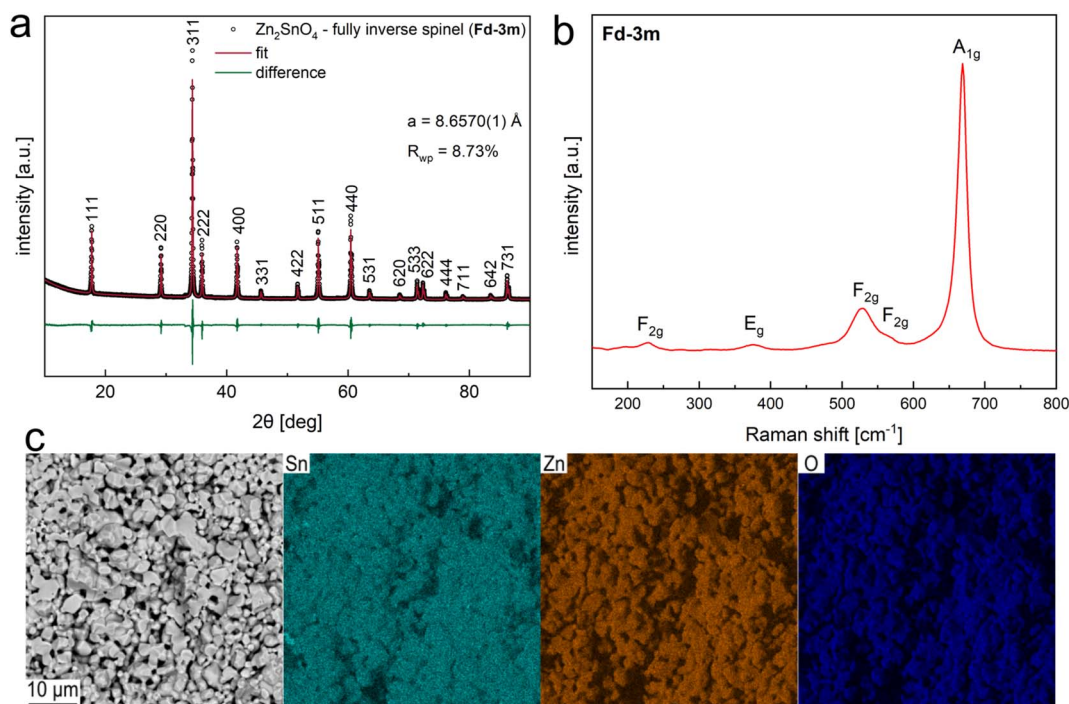 a
Zn₂SnO₄ - fully inverse spinel (Fd-3m)
fit
difference
a = 8.6570(1) Å
Rwp = 8.73%
111
220
311
222
400
331
422
511
440
531
620
533
622
444
711
642
731
intensity [a.u.]
20
40
60
80
2θ [deg]
b
Fd-3m
A1g
F2g
Eg
F2g
F2g
intensity [a.u.]
200
300
400
500
600
700
800
Raman shift [cm⁻¹]
c
10 µm
Sn
Zn
O